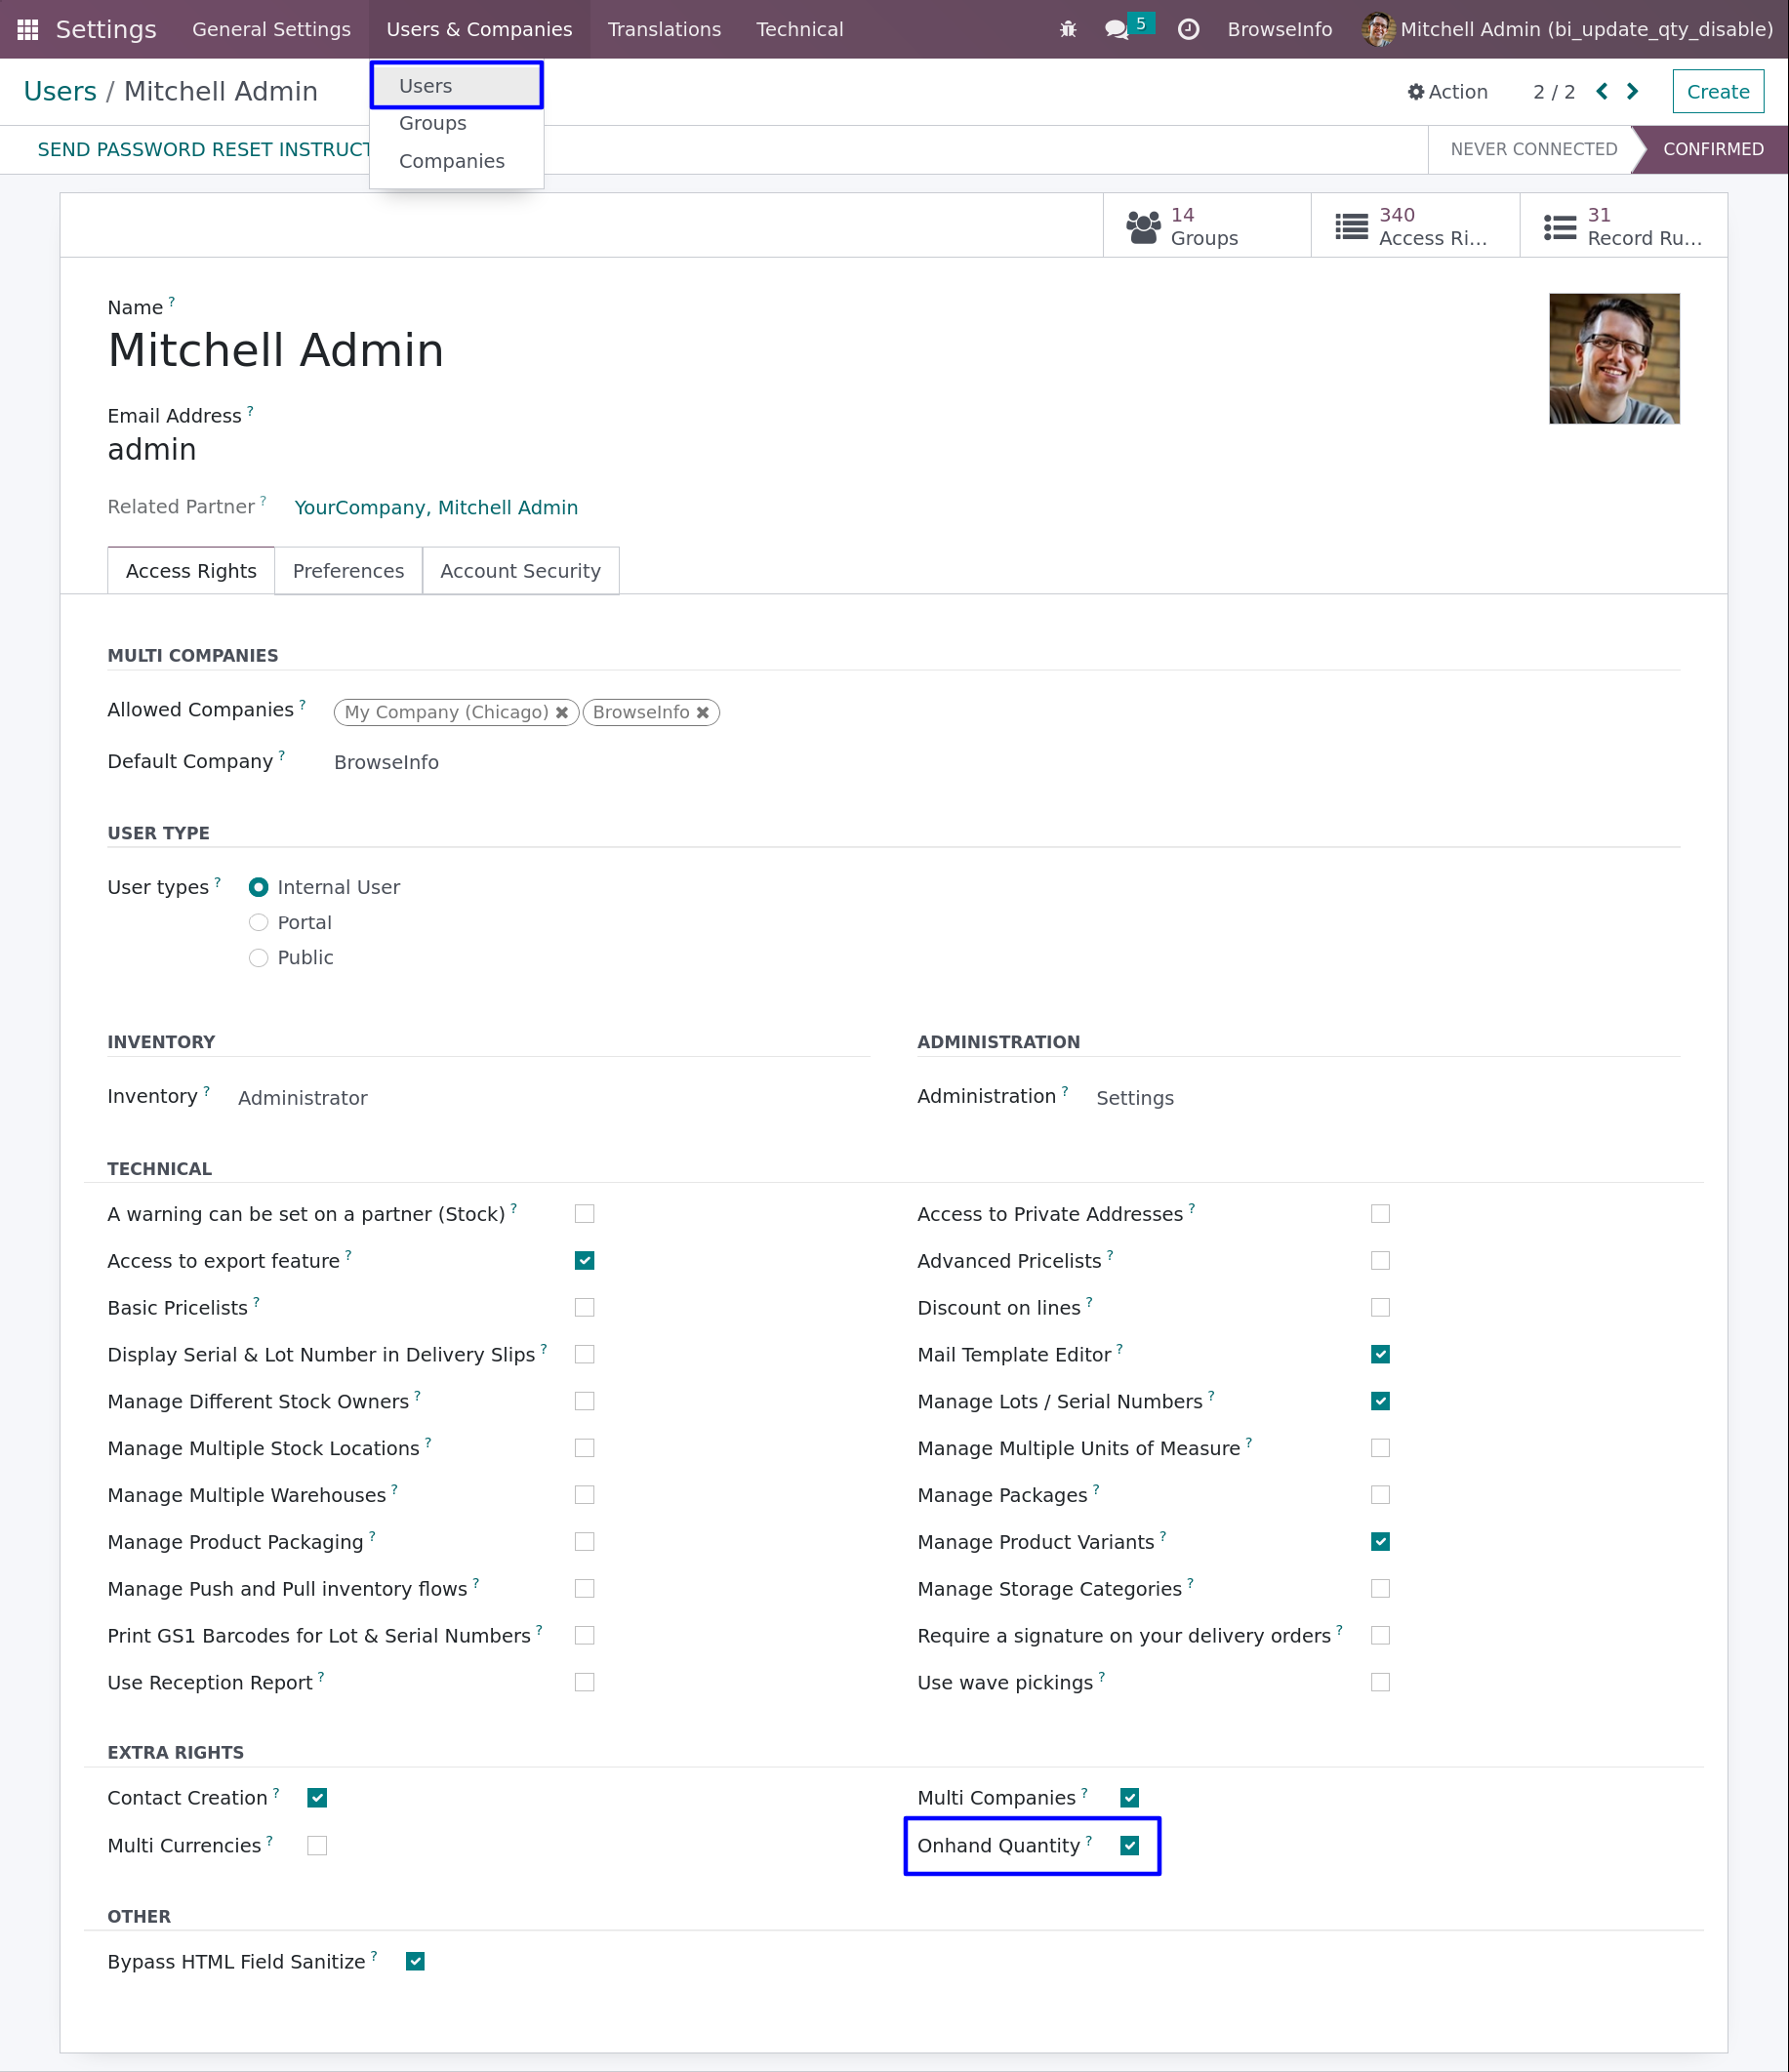 Settings General Settings Users & Companies Translations Technical 5 BrowseInfo Mitchell Admin (bi_update_qty_disable)
Users / Mitchell Admin Action 2 / 2 Create
Users
Groups
Companies
SEND PASSWORD RESET INSTRUCT NEVER CONNECTED CONFIRMED
14 Groups
340 Access Ri...
31 Record Ru...
Name ?
Mitchell Admin
Email Address ?
admin
Related Partner ? YourCompany, Mitchell Admin
Access Rights Preferences Account Security
MULTI COMPANIES
Allowed Companies ? My Company (Chicago) BrowseInfo
Default Company ? BrowseInfo
USER TYPE
User types ? Internal User
Portal
Public
INVENTORY ADMINISTRATION
Inventory ? Administrator Administration ? Settings
TECHNICAL
A warning can be set on a partner (Stock) ? Access to Private Addresses ?
Access to export feature ? Advanced Pricelists ?
Basic Pricelists ? Discount on lines ?
Display Serial & Lot Number in Delivery Slips ? Mail Template Editor ?
Manage Different Stock Owners ? Manage Lots / Serial Numbers ?
Manage Multiple Stock Locations ? Manage Multiple Units of Measure ?
Manage Multiple Warehouses ? Manage Packages ?
Manage Product Packaging ? Manage Product Variants ?
Manage Push and Pull inventory flows ? Manage Storage Categories ?
Print GS1 Barcodes for Lot & Serial Numbers ? Require a signature on your delivery orders ?
Use Reception Report ? Use wave pickings ?
EXTRA RIGHTS
Contact Creation ? Multi Companies ?
Multi Currencies ? Onhand Quantity ?
OTHER
Bypass HTML Field Sanitize ?